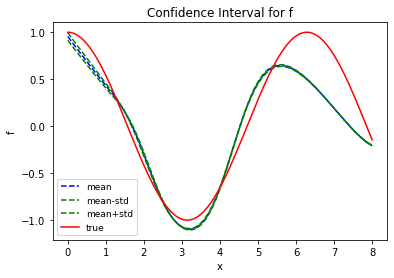 Confidence Interval for f
f
1.0
0.5
0.0
−0.5
−1.0
mean
mean-std
mean+std
true
0 1 2 3 4 5 6 7 8
x